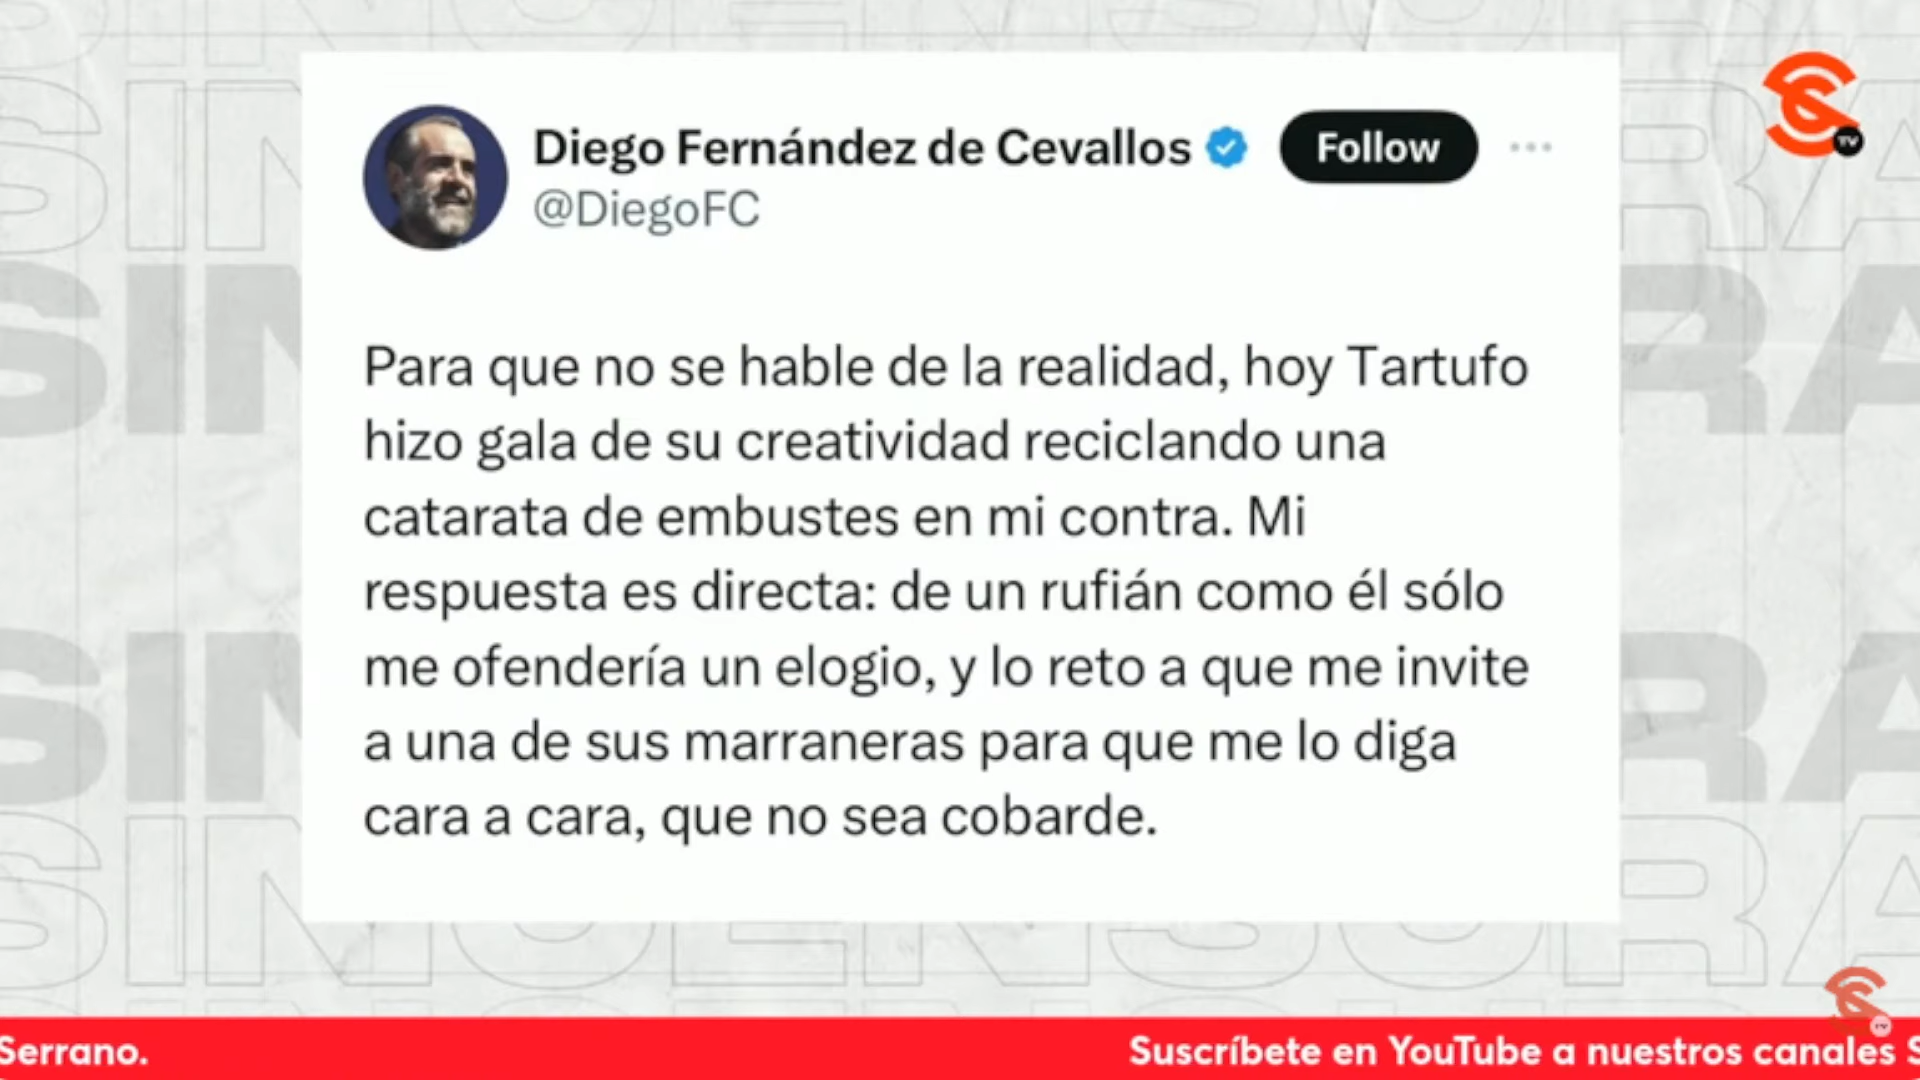 Diego Fernández de Cevallos
Follow
@DiegoFC
Para que no se hable de la realidad, hoy Tartufo
hizo gala de su creatividad reciclando una
catarata de embustes en mi contra. Mi
respuesta es directa: de un rufián como él sólo
me ofendería un elogio, y lo reto a que me invite
a una de sus marraneras para que me lo diga
cara a cara, que no sea cobarde.
TV
Serrano.
Suscríbete en YouTube a nuestros canales S